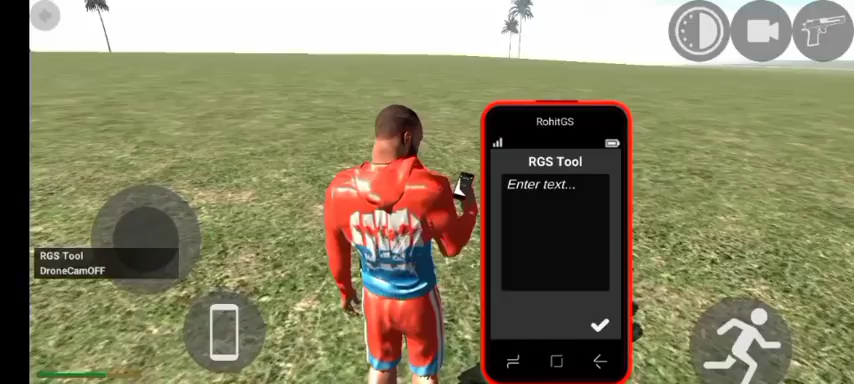 RohitGS
RGS Tool
Enter text...
RGS Tool
DroneCamOFF